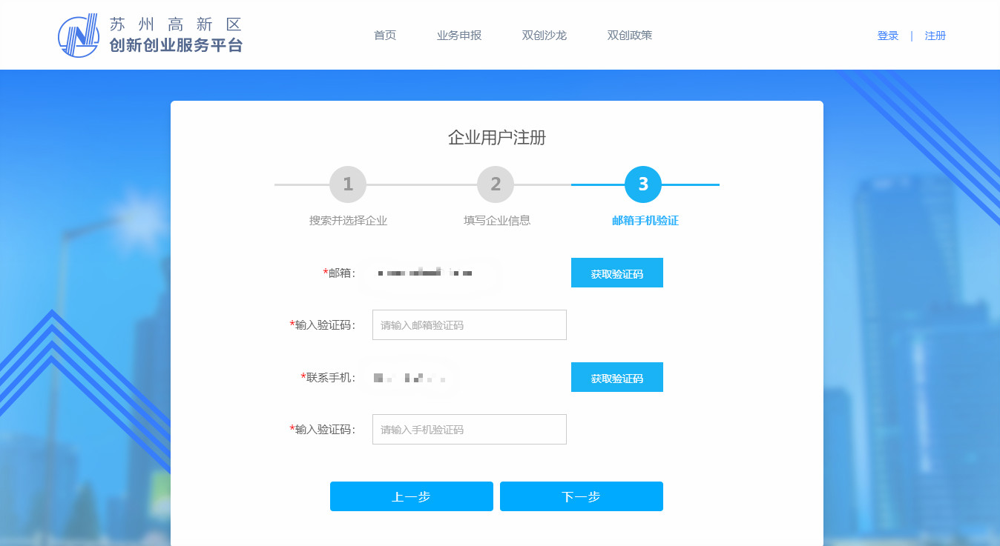 苏州高新区
创新创业服务平台
首页 业务申报 双创沙龙 双创政策
登录 | 注册
企业用户注册
1 2 3
搜索并选择企业 填写企业信息 邮箱手机验证
*邮箱: 获取验证码
*输入验证码: 请输入邮箱验证码
*联系手机: 获取验证码
*输入验证码: 请输入手机验证码
上一步 下一步